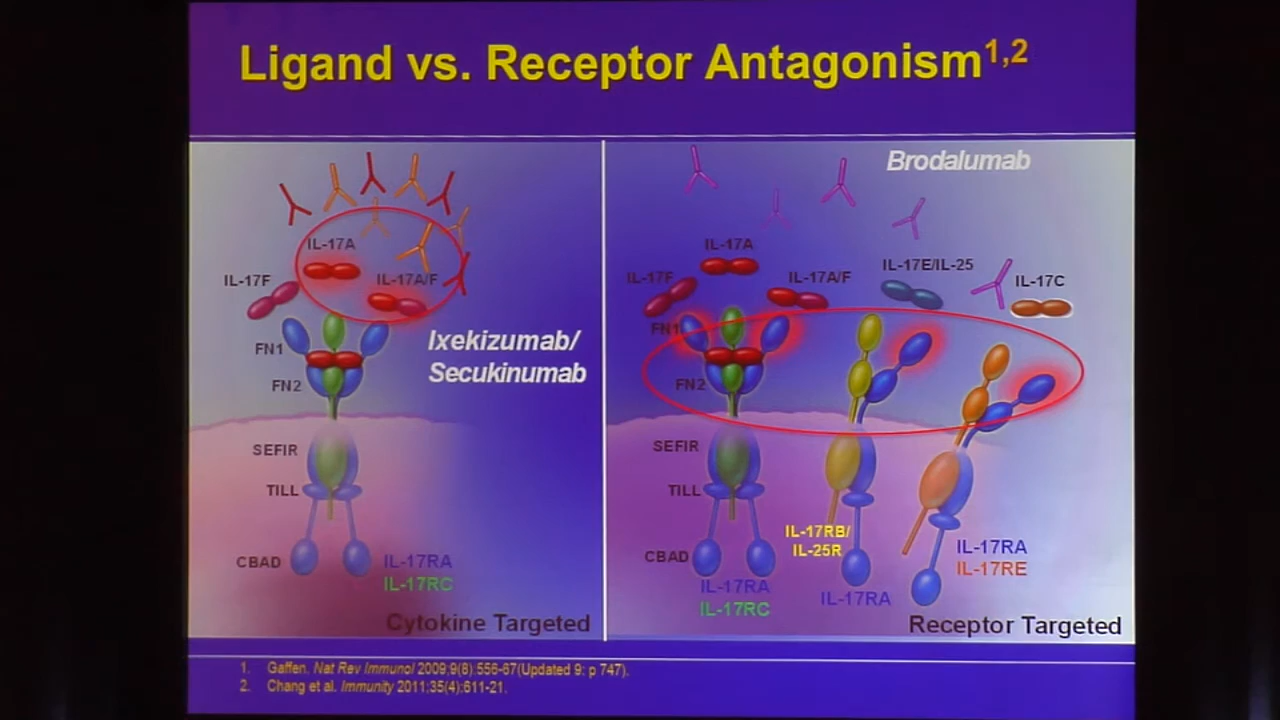 Ligand vs. Receptor Antagonism1,2
IL-17A
IL-17F
IL-17A/F
FN1
FN2
Ixekizumab/
Secukinumab
SEFIR
TILL
CBAD
IL-17RA
IL-17RC
Cytokine Targeted
Brodalumab
IL-17A
IL-17F
IL-17A/F
IL-17E/IL-25
IL-17C
FN1
FN2
SEFIR
TILL
CBAD
IL-17RA
IL-17RC
IL-17RB/
IL-25R
IL-17RA
IL-17RA
IL-17RE
Receptor Targeted
1. Gaffen. Nat Rev Immunol 2009;9(8):556-67(Updated 9: p 747).
2. Chang et al. Immunity 2011;35(4):611-21.